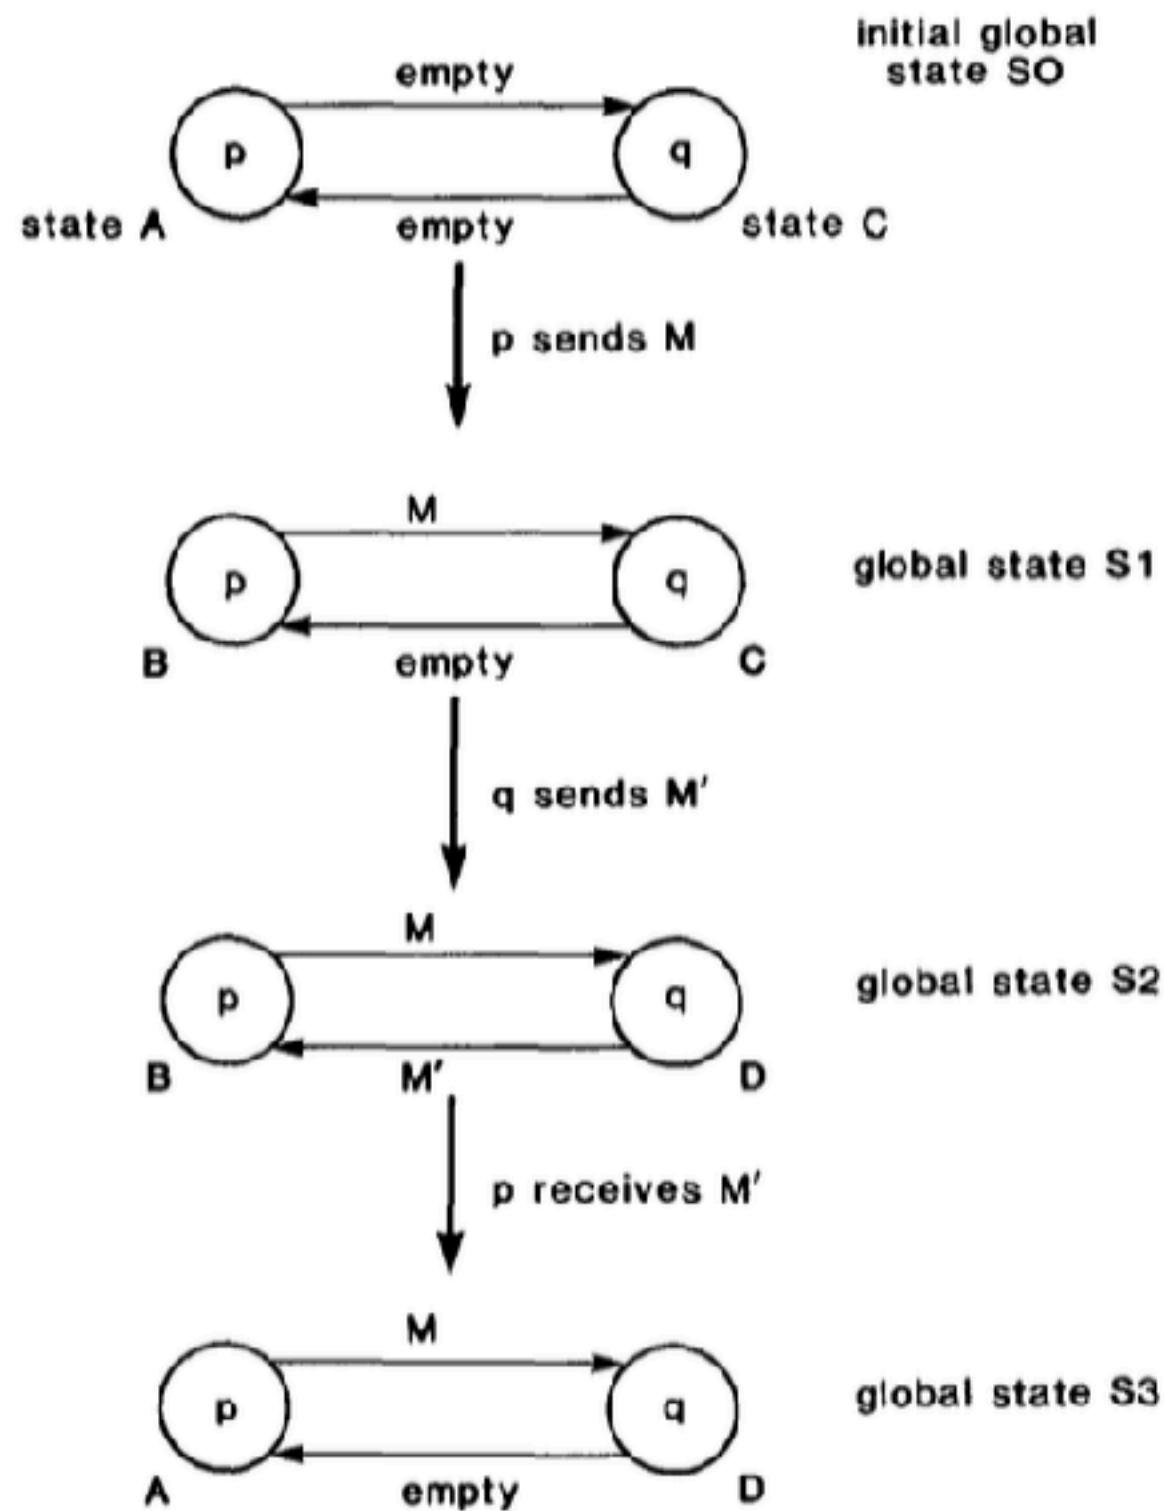 initial global
state S0
empty
p
q
state A
empty
state C
p sends M
M
p
q
global state S1
B
empty
C
q sends M′
M
p
q
global state S2
B
M′
D
p receives M′
M
p
q
global state S3
A
empty
D